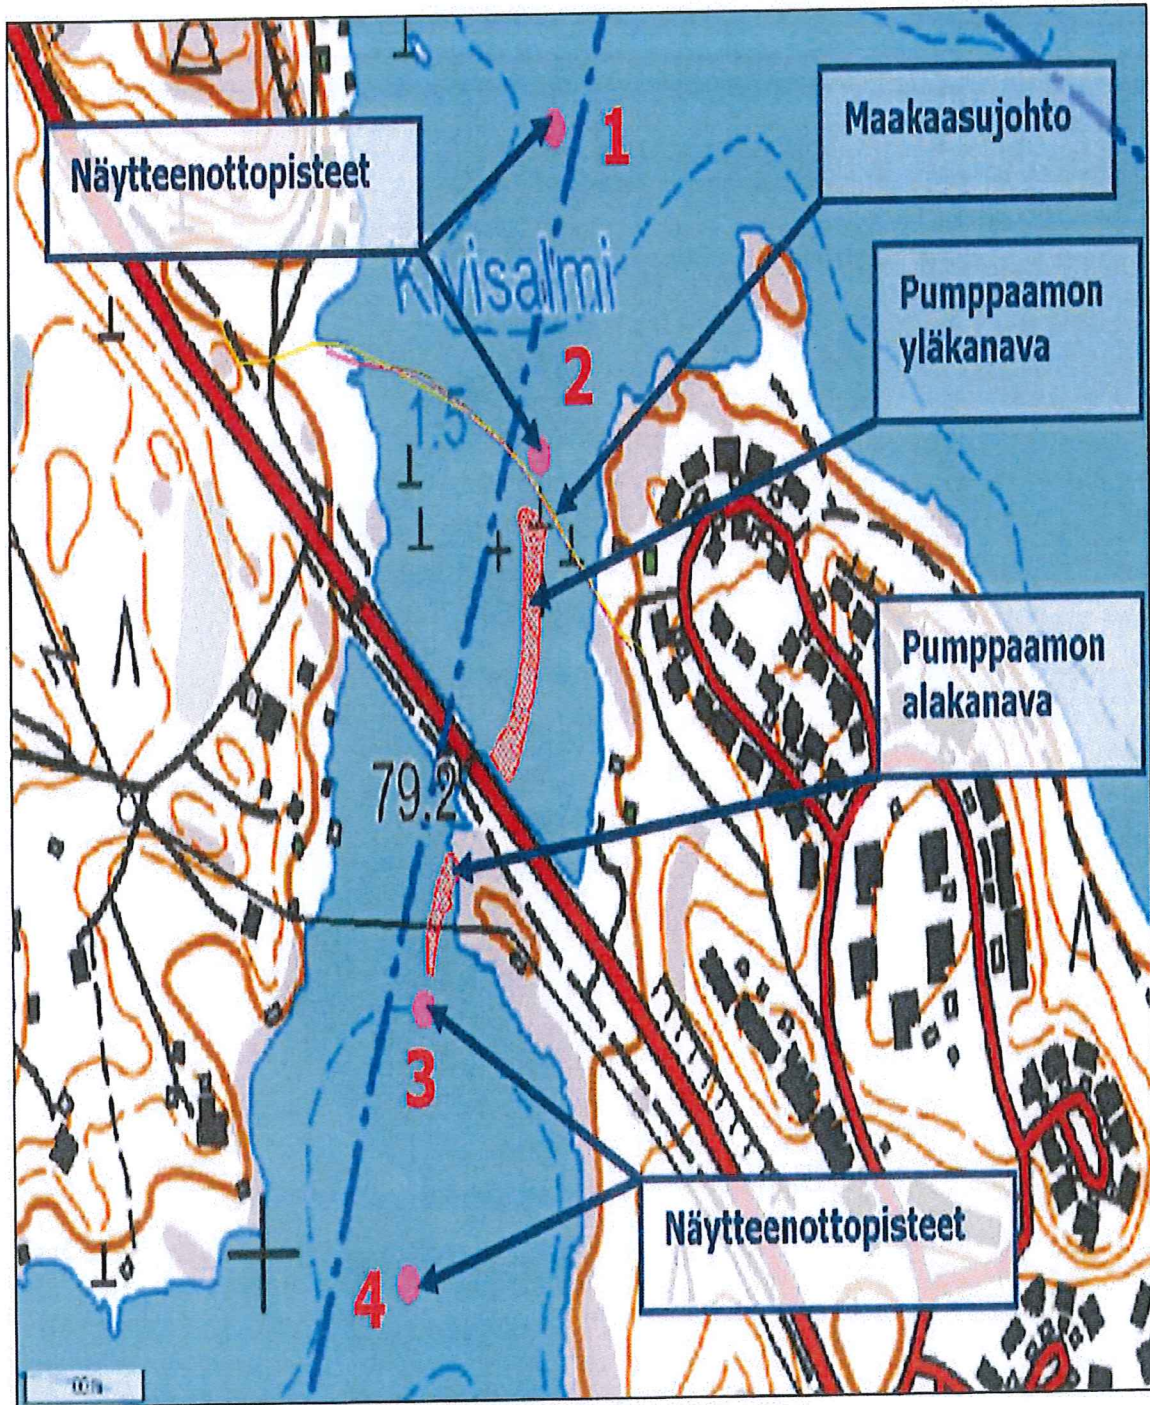 1
Maakaasujohto
Näytteenottopisteet
Kivisalmi
Pumppaamon
yläkanava
2
1.5
Pumppaamon
alakanava
79.2
3
Näytteenottopisteet
4